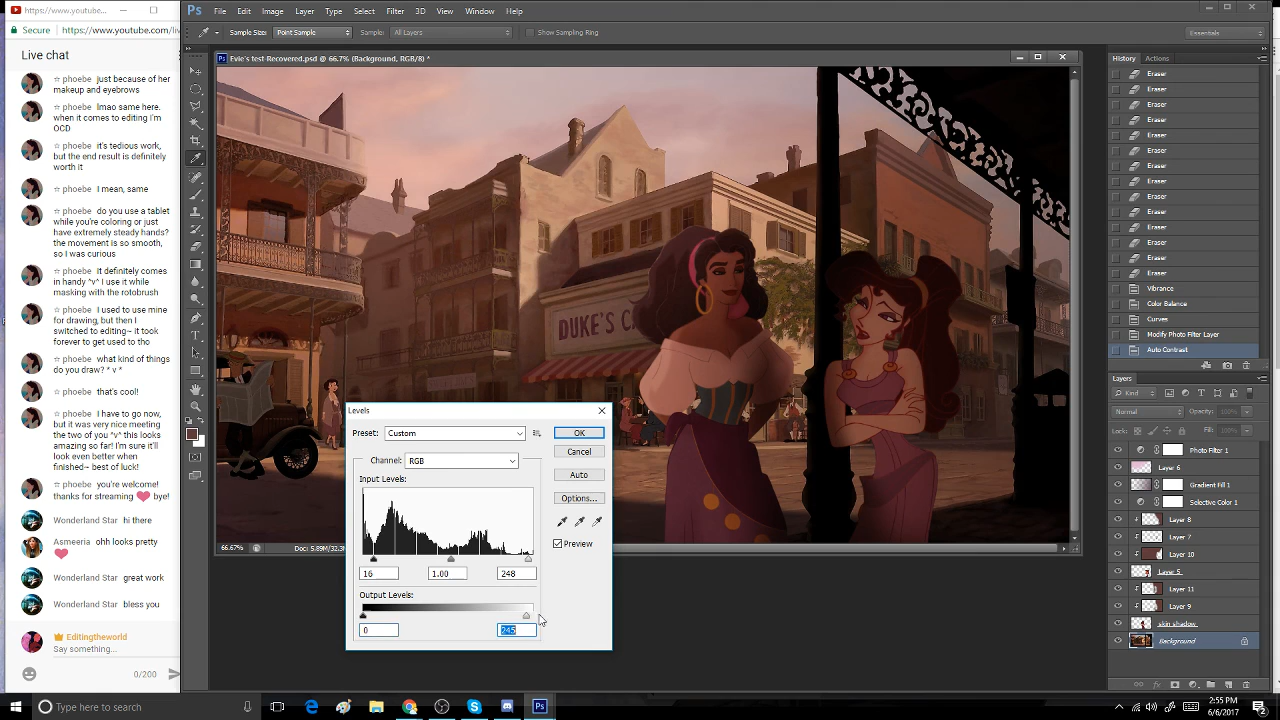 https://www.youtube....
Secure https://www.youtube.com/liv
Live chat
☆ phoebe just because of her
makeup and eyebrows
☆ phoebe lmao same here.
when it comes to editing I'm
OCD
☆ phoebe it's tedious work,
but the end result is definitely
worth it
☆ phoebe I mean, same
☆ phoebe do you use a tablet
while you're coloring or just
have extremely steady hands?
the movement is so smooth,
so I was curious
☆ phoebe it definitely comes
in handy ^v^ I use it while
masking with the rotobrush
☆ phoebe I used to use mine
for drawing, but then I
switched to editing~ it took
forever to get used to tho
☆ phoebe what kind of things
do you draw? * v *
☆ phoebe that's cool!
☆ phoebe I have to go now,
but it was very nice meeting
the two of you ^v^ this looks
amazing so far! I'm it'll
look even better when
finished~ best of luck!
☆ phoebe you're welcome!
thanks for streaming ❤ bye!
Wonderland Star hi there
Asmeeria ohh looks pretty
❤
Wonderland Star great work
Wonderland Star bless you
Editingtheworld
Say something...
0/200
Ps File Edit Image Layer Type Select Filter 3D View Window Help
Sample Size: Point Sample Sample: All Layers Show Sampling Ring Essentials
Ps Evie's test-Recovered.psd @ 66.7% (Background, RGB/8) *
DUKE'S C
66.67% Doc: 5.89M/32.3
Levels
Preset: Custom
Channel: RGB
Input Levels:
16 1.00 248
Output Levels:
0 245
OK
Cancel
Auto
Options...
Preview
History Actions
Eraser
Eraser
Eraser
Eraser
Eraser
Eraser
Eraser
Eraser
Eraser
Eraser
Eraser
Eraser
Eraser
Eraser
Vibrance
Color Balance
Curves
Modify Photo Filter Layer
Auto Contrast
Layers
Kind
Normal Opacity: 100%
Lock: Fill: 100%
Photo Filter 1
Layer 6
Gradient Fill 1
Selective Color 1
Layer 8
Layer 7
Layer 10
Layer 5
Layer 11
Layer 9
skin shadow
Background
Type here to search
2:55 PM
6/6/2017